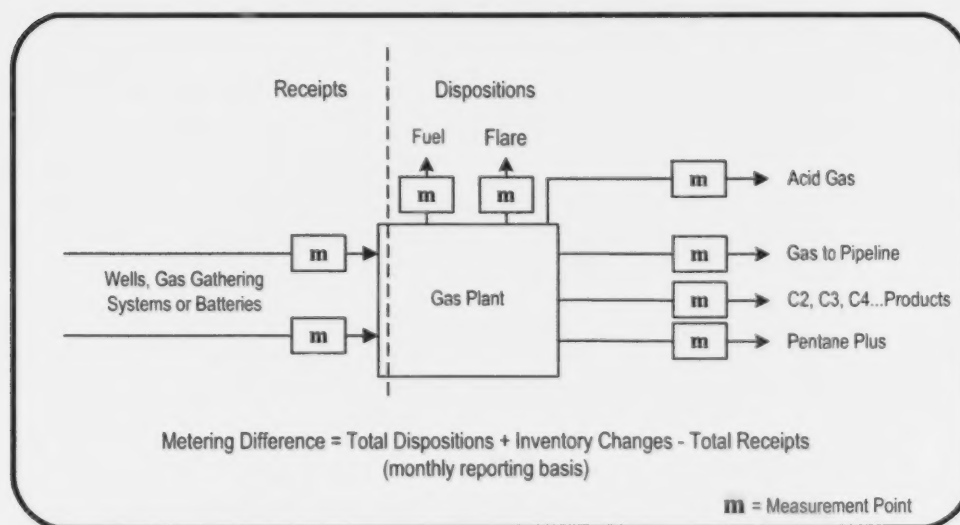 Receipts
Dispositions
Fuel
Flare
m
m
m
Acid Gas
m
m
Gas to Pipeline
Wells, Gas Gathering
Systems or Batteries
Gas Plant
m
C2, C3, C4...Products
m
m
Pentane Plus
Metering Difference = Total Dispositions + Inventory Changes - Total Receipts
(monthly reporting basis)
m = Measurement Point